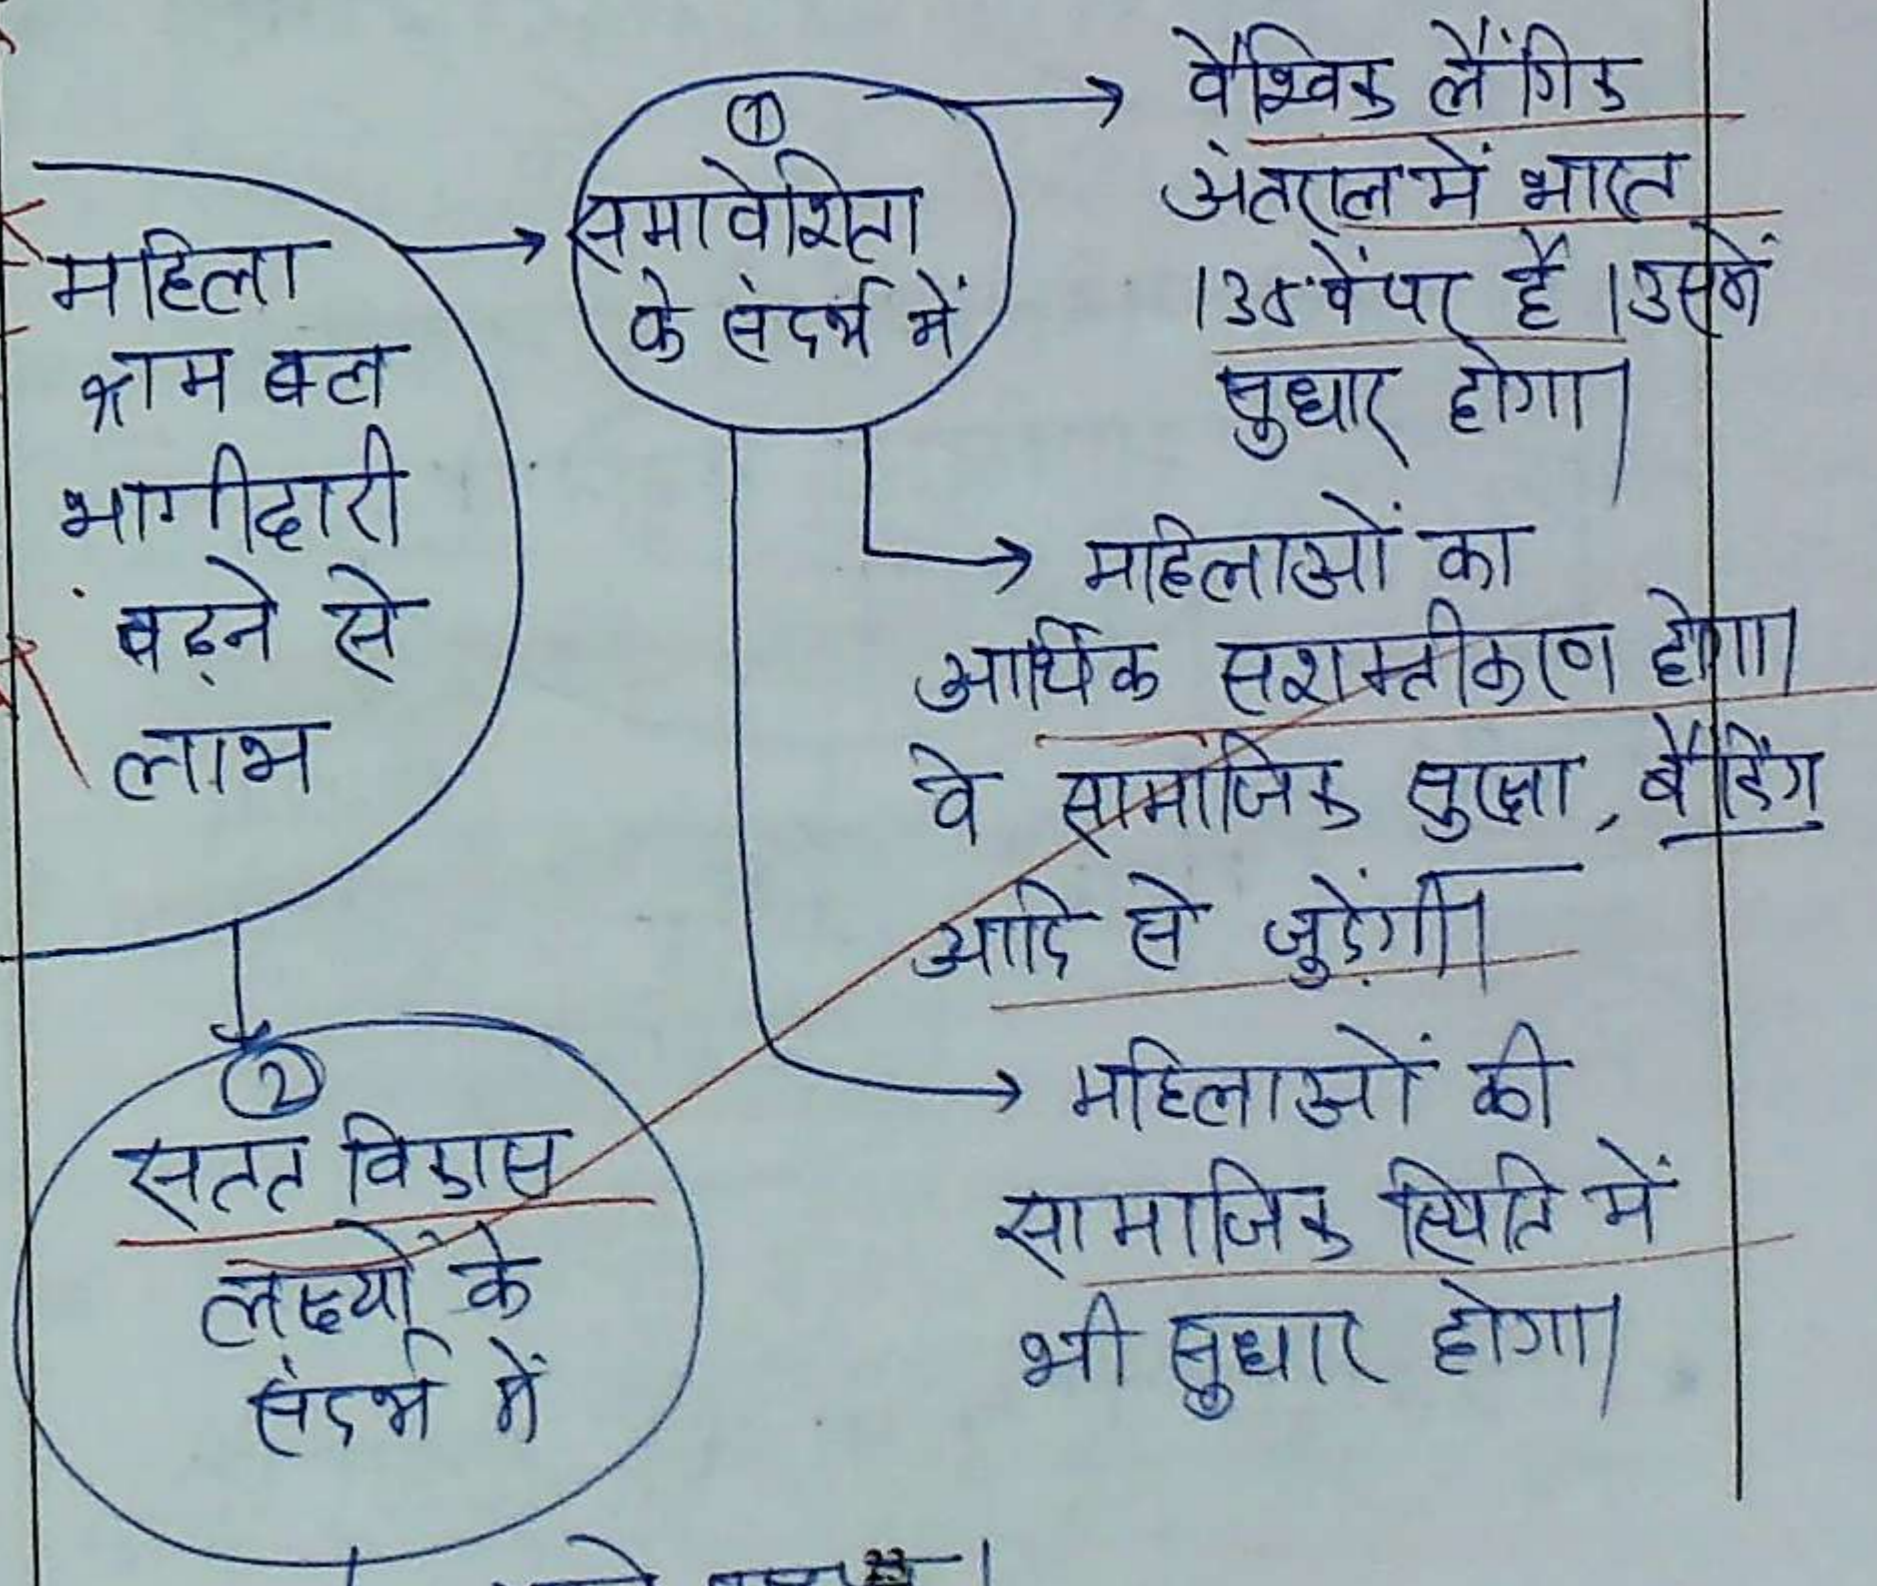 महिला
श्रम बल
भागीदारी
बढ़ने से
लाभ
①
समावेशिता
के संदर्भ में
वैश्विक लैंगिक
अंतराल में भारत
वें पर है। उसमें
सुधार होगा।
महिलाओं का
आर्थिक सशक्तीकरण होगा।
वे सामाजिक सुरक्षा, बैंकिंग
आदि से जुड़ेंगी।
महिलाओं की
सामाजिक स्थिति में
भी सुधार होगा।
②
सतत विकास
लक्ष्यों के
संदर्भ में